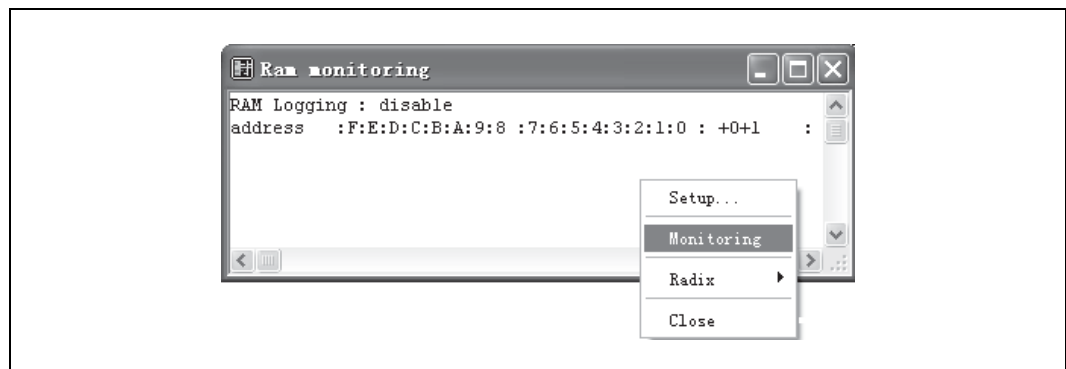 Ram monitoring
RAM Logging : disable
address :F:E:D:C:B:A:9:8 :7:6:5:4:3:2:1:0 : +0+1 :
Setup...
Monitoring
Radix
Close